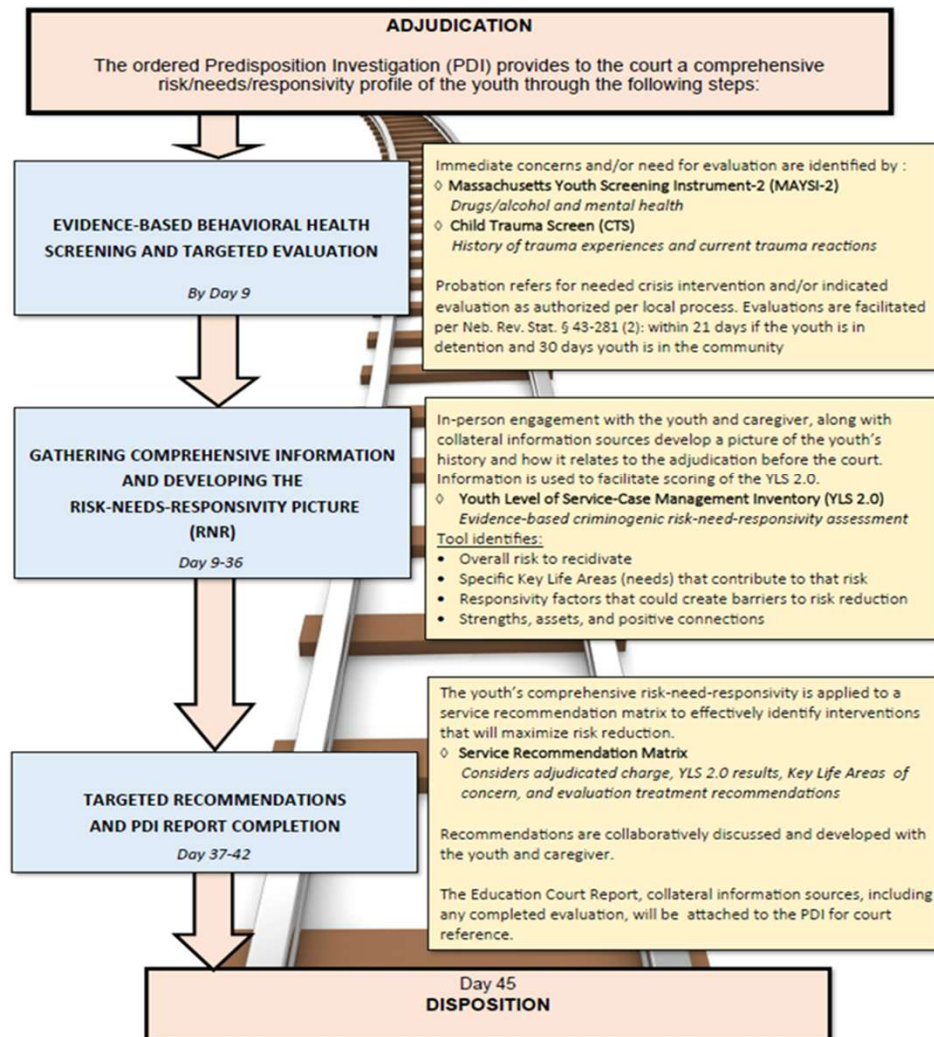 ADJUDICATION
The ordered Predisposition Investigation (PDI) provides to the court a comprehensive
risk/needs/responsivity profile of the youth through the following steps:
EVIDENCE-BASED BEHAVIORAL HEALTH
SCREENING AND TARGETED EVALUATION
By Day 9
Immediate concerns and/or need for evaluation are identified by :
◊ Massachusetts Youth Screening Instrument-2 (MAYSI-2)
Drugs/alcohol and mental health
◊ Child Trauma Screen (CTS)
History of trauma experiences and current trauma reactions
Probation refers for needed crisis intervention and/or indicated
evaluation as authorized per local process. Evaluations are facilitated
per Neb. Rev. Stat. § 43-281 (2): within 21 days if the youth is in
detention and 30 days youth is in the community
GATHERING COMPREHENSIVE INFORMATION
AND DEVELOPING THE
RISK-NEEDS-RESPONSIVITY PICTURE
(RNR)
Day 9-36
In-person engagement with the youth and caregiver, along with
collateral information sources develop a picture of the youth's
history and how it relates to the adjudication before the court.
Information is used to facilitate scoring of the YLS 2.0.
◊ Youth Level of Service-Case Management Inventory (YLS 2.0)
Evidence-based criminogenic risk-need-responsivity assessment
Tool identifies:
• Overall risk to recidivate
• Specific Key Life Areas (needs) that contribute to that risk
• Responsivity factors that could create barriers to risk reduction
• Strengths, assets, and positive connections
TARGETED RECOMMENDATIONS
AND PDI REPORT COMPLETION
Day 37-42
The youth's comprehensive risk-need-responsivity is applied to a
service recommendation matrix to effectively identify interventions
that will maximize risk reduction.
◊ Service Recommendation Matrix
Considers adjudicated charge, YLS 2.0 results, Key Life Areas of
concern, and evaluation treatment recommendations
Recommendations are collaboratively discussed and developed with
the youth and caregiver.
The Education Court Report, collateral information sources, including
any completed evaluation, will be attached to the PDI for court
reference.
Day 45
DISPOSITION